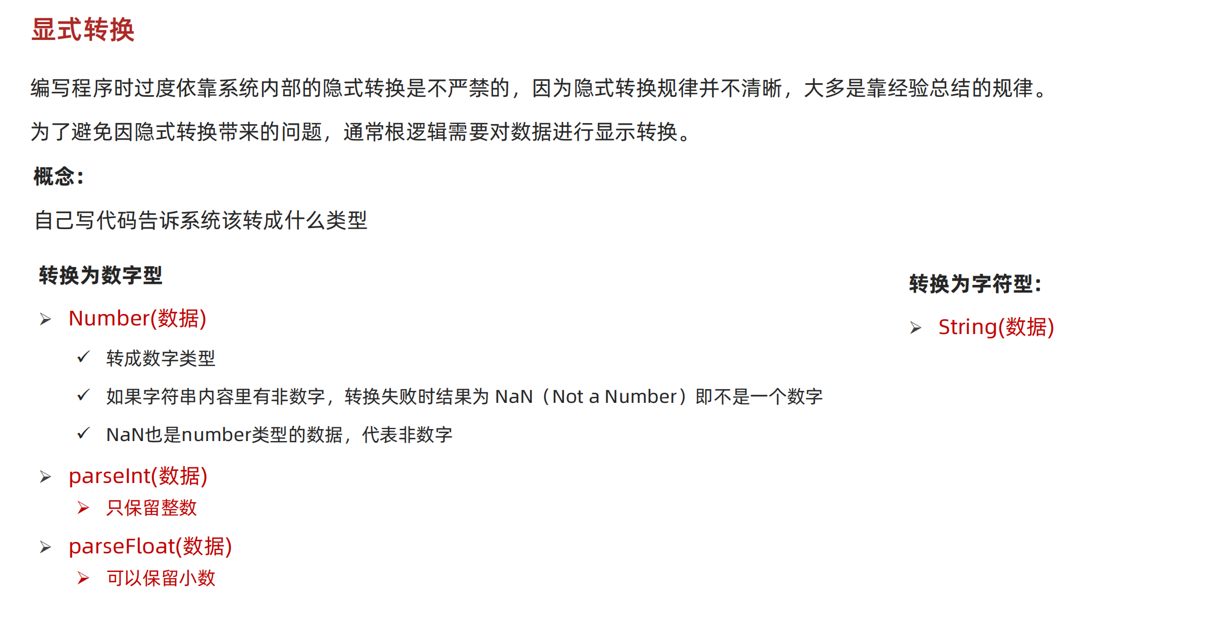 显式转换
编写程序时过度依靠系统内部的隐式转换是不严禁的，因为隐式转换规律并不清晰，大多是靠经验总结的规律。
为了避免因隐式转换带来的问题，通常根逻辑需要对数据进行显示转换。
概念：
自己写代码告诉系统该转成什么类型
转换为数字型
Number(数据)
转成数字类型
如果字符串内容里有非数字，转换失败时结果为 NaN（Not a Number）即不是一个数字
NaN也是number类型的数据，代表非数字
parseInt(数据)
只保留整数
parseFloat(数据)
可以保留小数
转换为字符型：
String(数据)